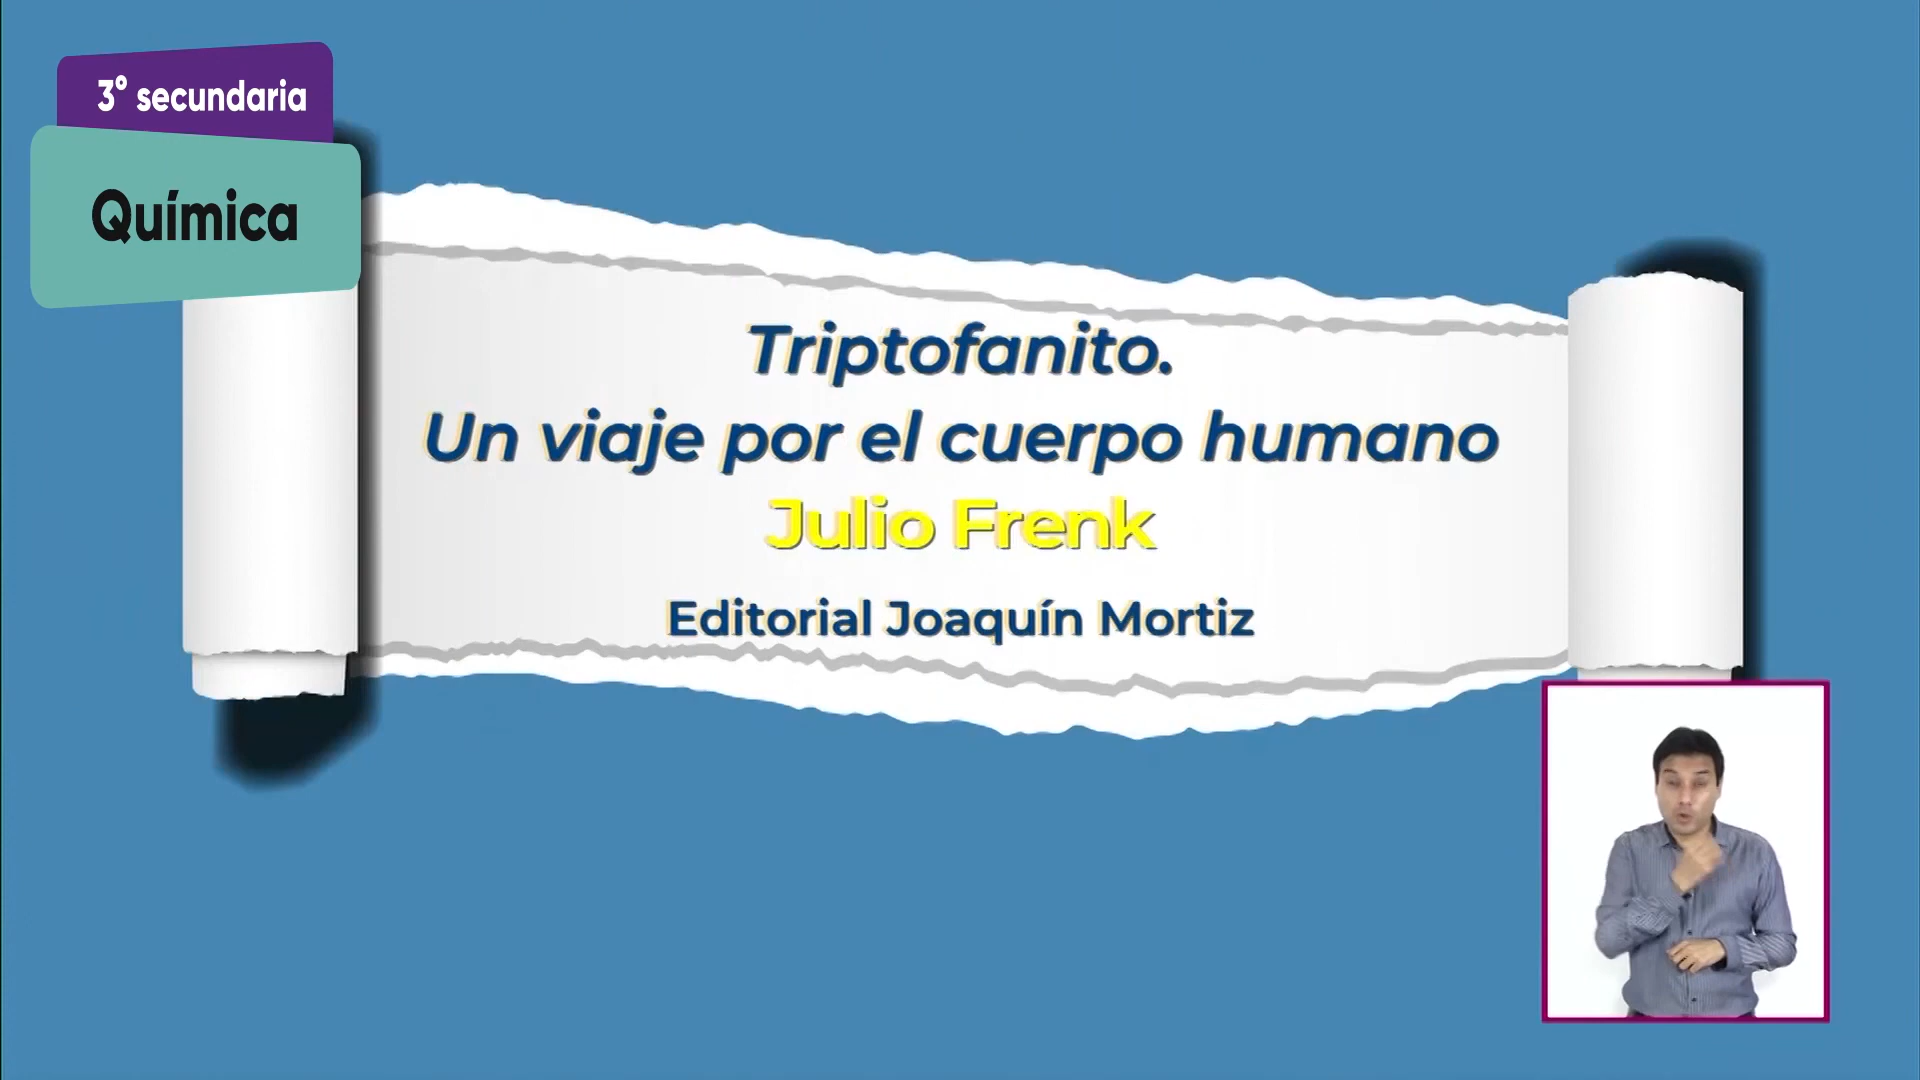 3° secundaria
Química
Triptofanito.
Un viaje por el cuerpo humano
Julio Frenk
Editorial Joaquín Mortiz